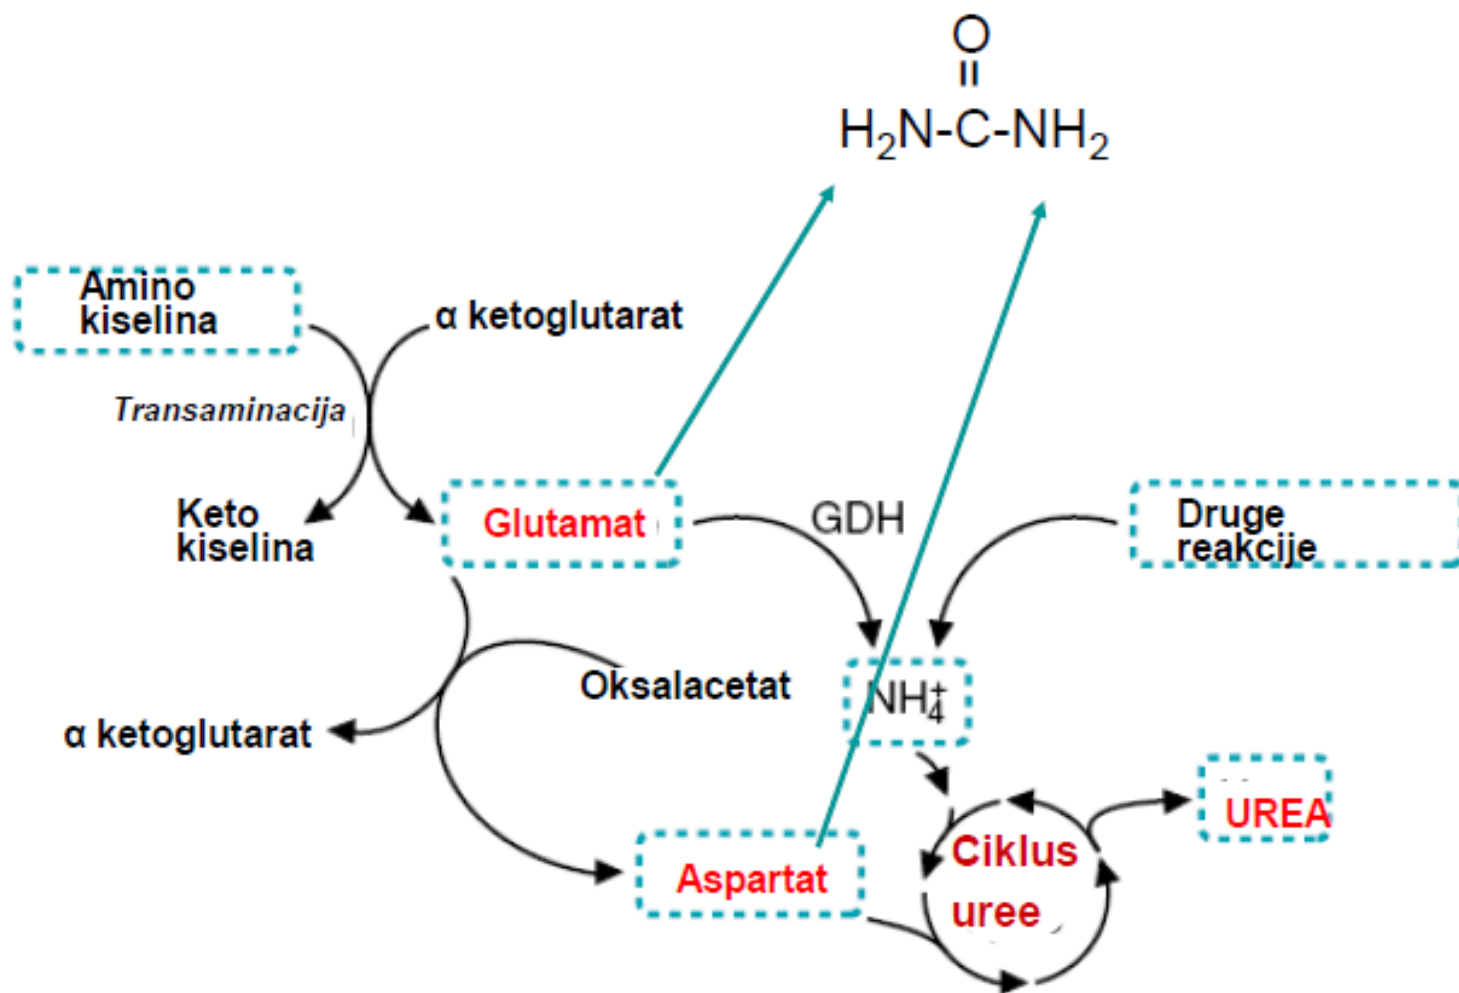 O
||
H₂N-C-NH₂
Amino
kiselina
α ketoglutarat
Transaminacija
Keto
kiselina
Glutamat
GDH
Druge
reakcije
Oksalacetat
NH₄⁺
α ketoglutarat
UREA
Ciklus
uree
Aspartat